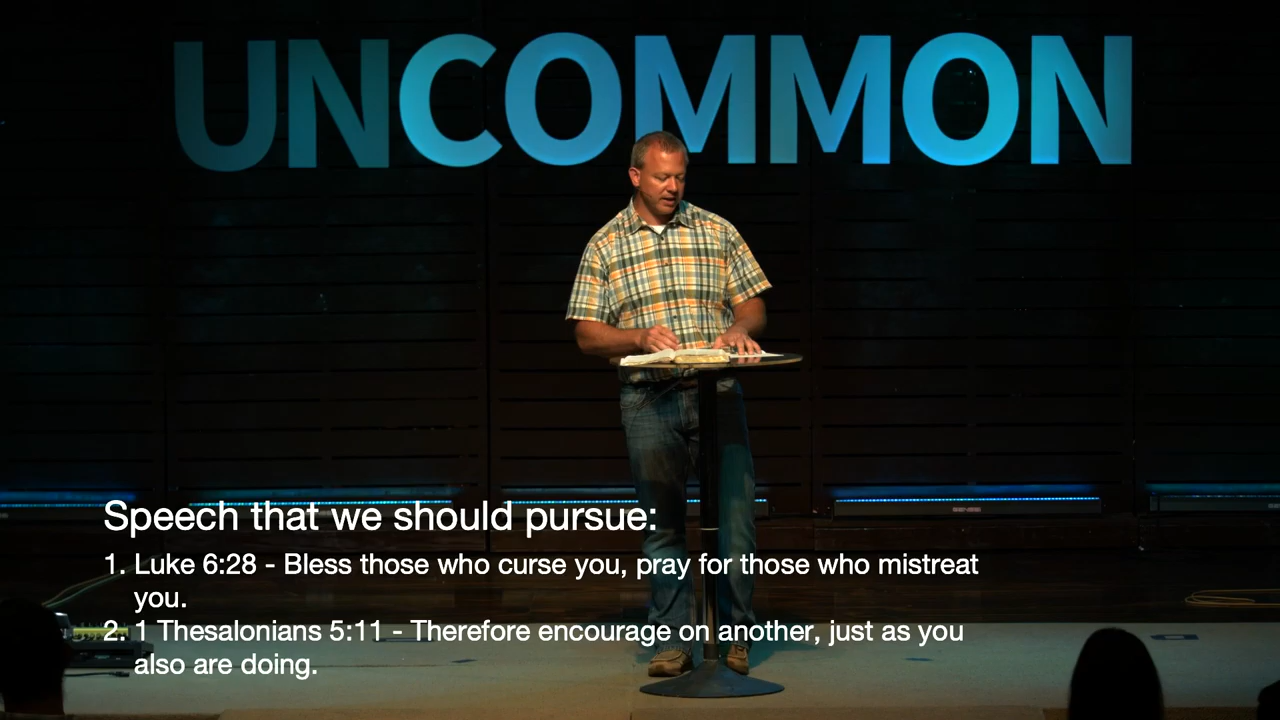 UNCOMMON
Speech that we should pursue:
1. Luke 6:28 - Bless those who curse you, pray for those who mistreat
you.
2. 1 Thesalonians 5:11 - Therefore encourage on another, just as you
also are doing.